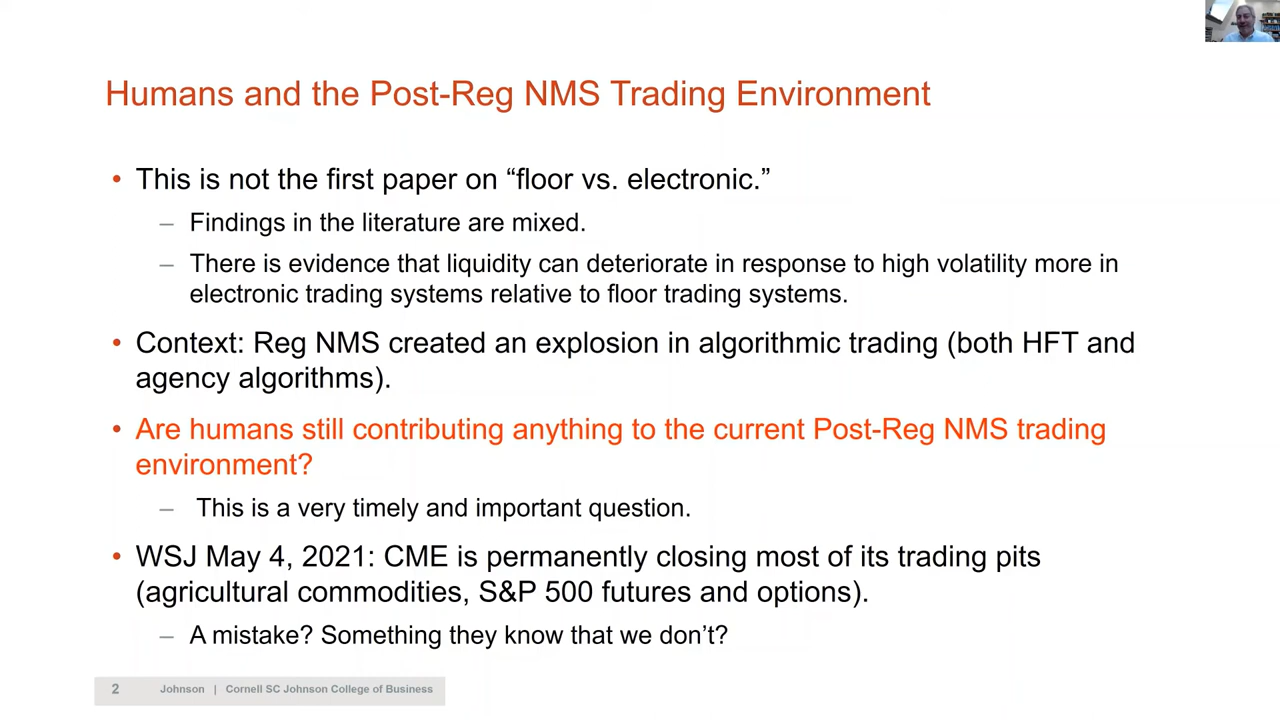 Humans and the Post-Reg NMS Trading Environment
• This is not the first paper on “floor vs. electronic.”
– Findings in the literature are mixed.
– There is evidence that liquidity can deteriorate in response to high volatility more in
electronic trading systems relative to floor trading systems.
• Context: Reg NMS created an explosion in algorithmic trading (both HFT and
agency algorithms).
• Are humans still contributing anything to the current Post-Reg NMS trading
environment?
– This is a very timely and important question.
• WSJ May 4, 2021: CME is permanently closing most of its trading pits
(agricultural commodities, S&P 500 futures and options).
– A mistake? Something they know that we don’t?
2 Johnson | Cornell SC Johnson College of Business